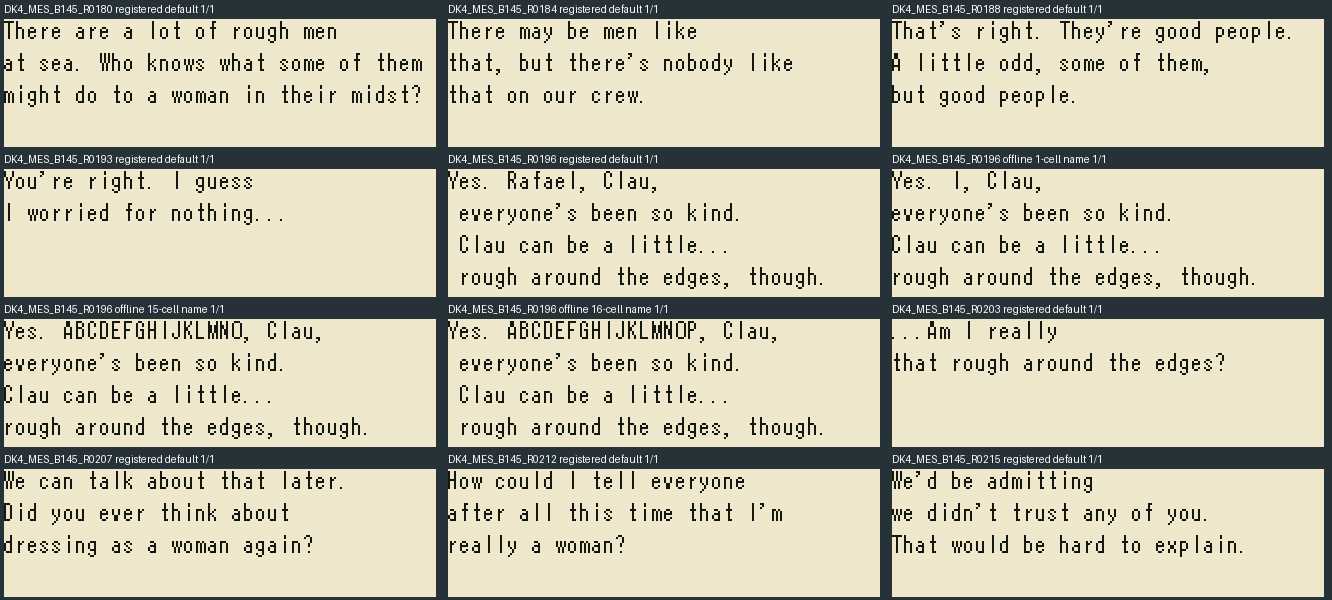 DK4_MES_B145_R0180 registered default 1/1
There are a lot of rough men
at sea. Who knows what some of them
might do to a woman in their midst?
DK4_MES_B145_R0184 registered default 1/1
There may be men like
that, but there's nobody like
that on our crew.
DK4_MES_B145_R0188 registered default 1/1
That's right. They're good people.
A little odd, some of them,
but good people.
DK4_MES_B145_R0193 registered default 1/1
You're right. I guess
I worried for nothing...
DK4_MES_B145_R0196 registered default 1/1
Yes. Rafael, Clau,
everyone's been so kind.
Clau can be a little...
rough around the edges, though.
DK4_MES_B145_R0196 offline 1-cell name 1/1
Yes. I, Clau,
everyone's been so kind.
Clau can be a little...
rough around the edges, though.
DK4_MES_B145_R0196 offline 15-cell name 1/1
Yes. ABCDEFGHIJKLMNO, Clau,
everyone's been so kind.
Clau can be a little...
rough around the edges, though.
DK4_MES_B145_R0196 offline 16-cell name 1/1
Yes. ABCDEFGHIJKLMNOP, Clau,
everyone's been so kind.
Clau can be a little...
rough around the edges, though.
DK4_MES_B145_R0203 registered default 1/1
...Am I really
that rough around the edges?
DK4_MES_B145_R0207 registered default 1/1
We can talk about that later.
Did you ever think about
dressing as a woman again?
DK4_MES_B145_R0212 registered default 1/1
How could I tell everyone
after all this time that I'm
really a woman?
DK4_MES_B145_R0215 registered default 1/1
We'd be admitting
we didn't trust any of you.
That would be hard to explain.